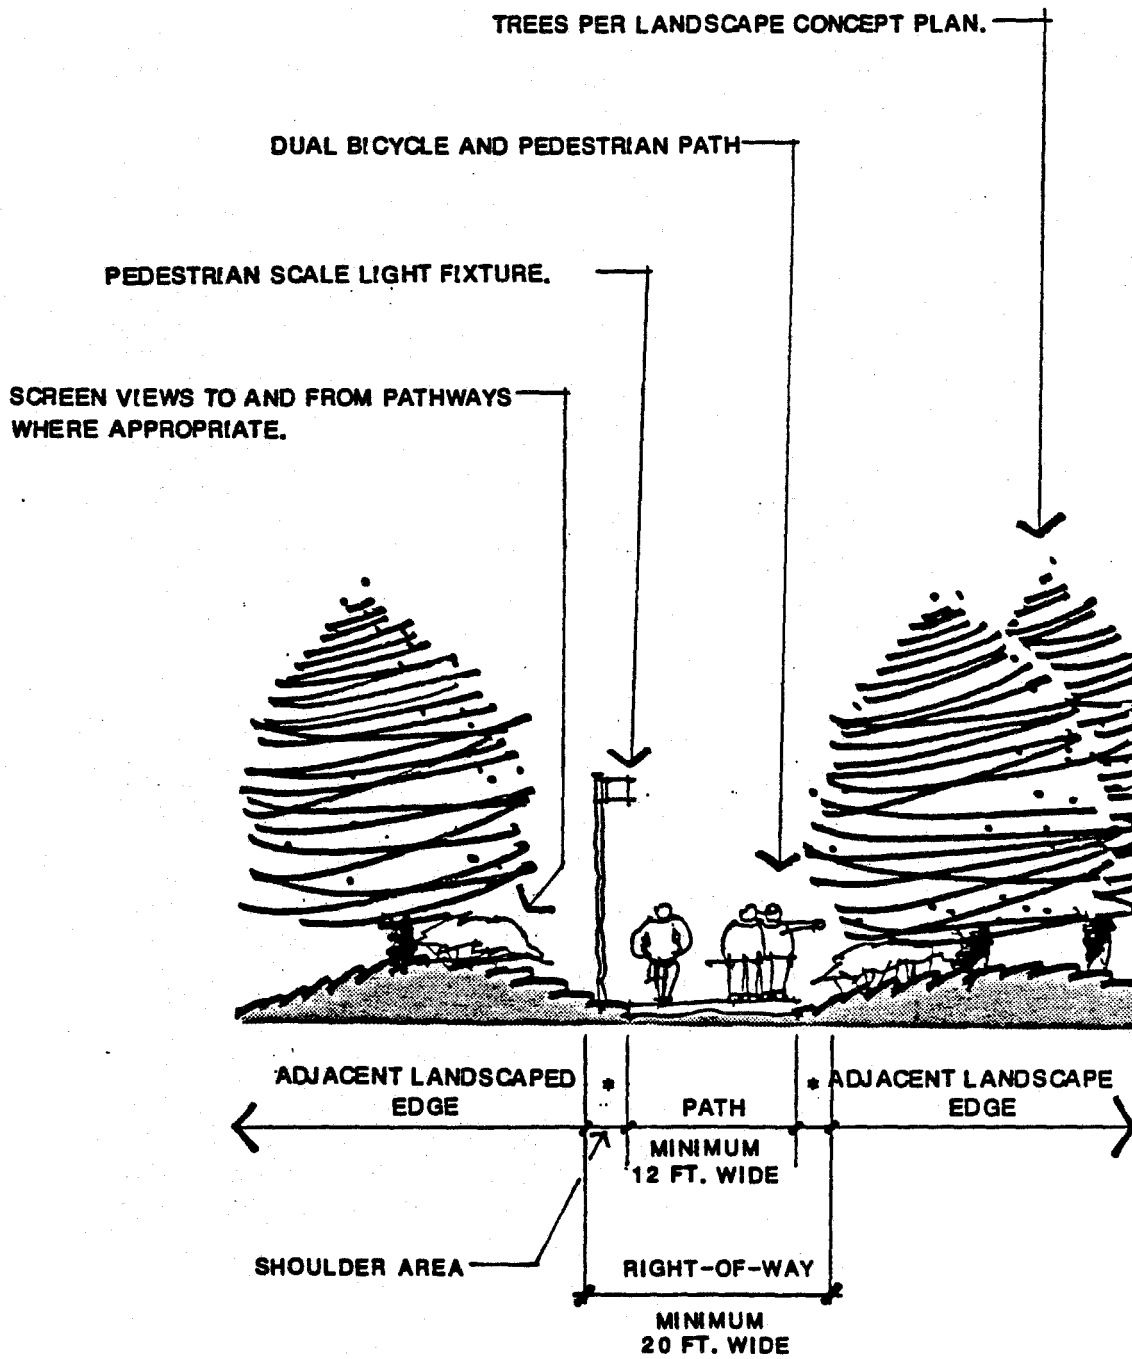 TREES PER LANDSCAPE CONCEPT PLAN.
DUAL BICYCLE AND PEDESTRIAN PATH
PEDESTRIAN SCALE LIGHT FIXTURE.
SCREEN VIEWS TO AND FROM PATHWAYS
WHERE APPROPRIATE.
ADJACENT LANDSCAPED
EDGE
*
PATH
MINIMUM
12 FT. WIDE
* ADJACENT LANDSCAPE
EDGE
SHOULDER AREA
RIGHT-OF-WAY
MINIMUM
20 FT. WIDE